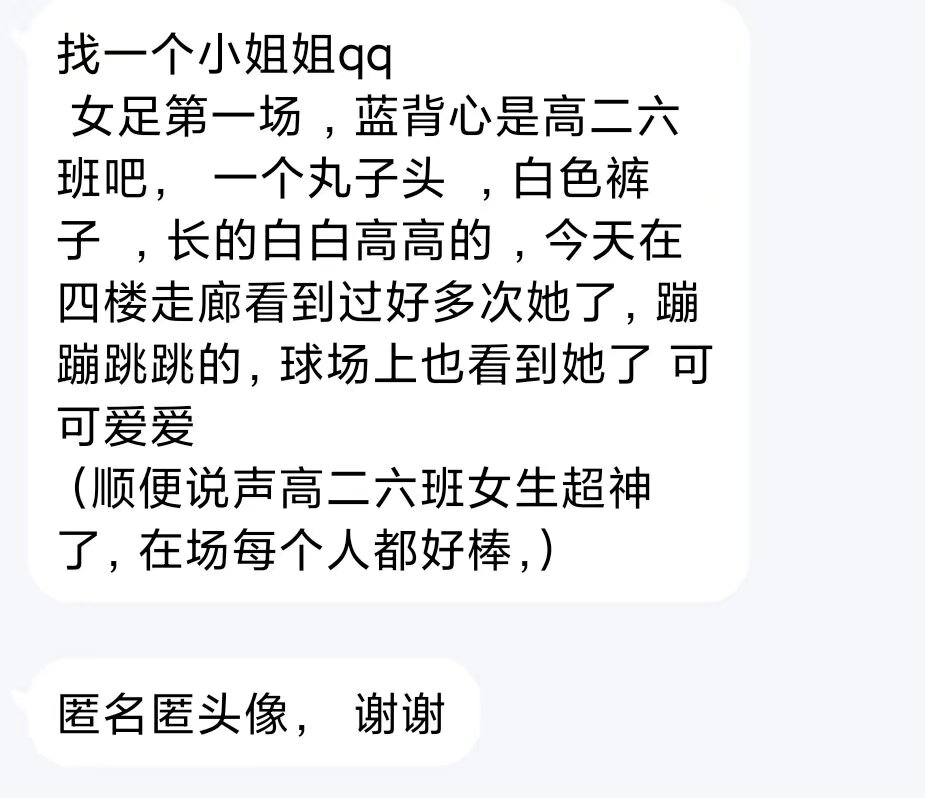 找一个小姐姐qq
女足第一场，蓝背心是高二六
班吧， 一个丸子头 ，白色裤
子 ，长的白白高高的，今天在
四楼走廊看到过好多次她了，蹦
蹦跳跳的，球场上也看到她了 可
可爱爱
（顺便说声高二六班女生超神
了，在场每个人都好棒，）
匿名匿头像， 谢谢